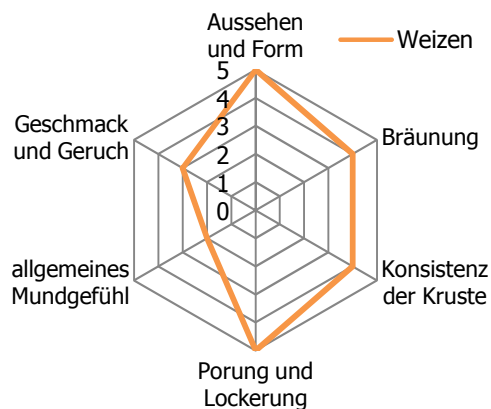 Aussehen
und Form
Weizen
5
4
3
2
1
0
Geschmack
und Geruch
Bräunung
allgemeines
Mundgefühl
Konsistenz
der Kruste
Porung und
Lockerung